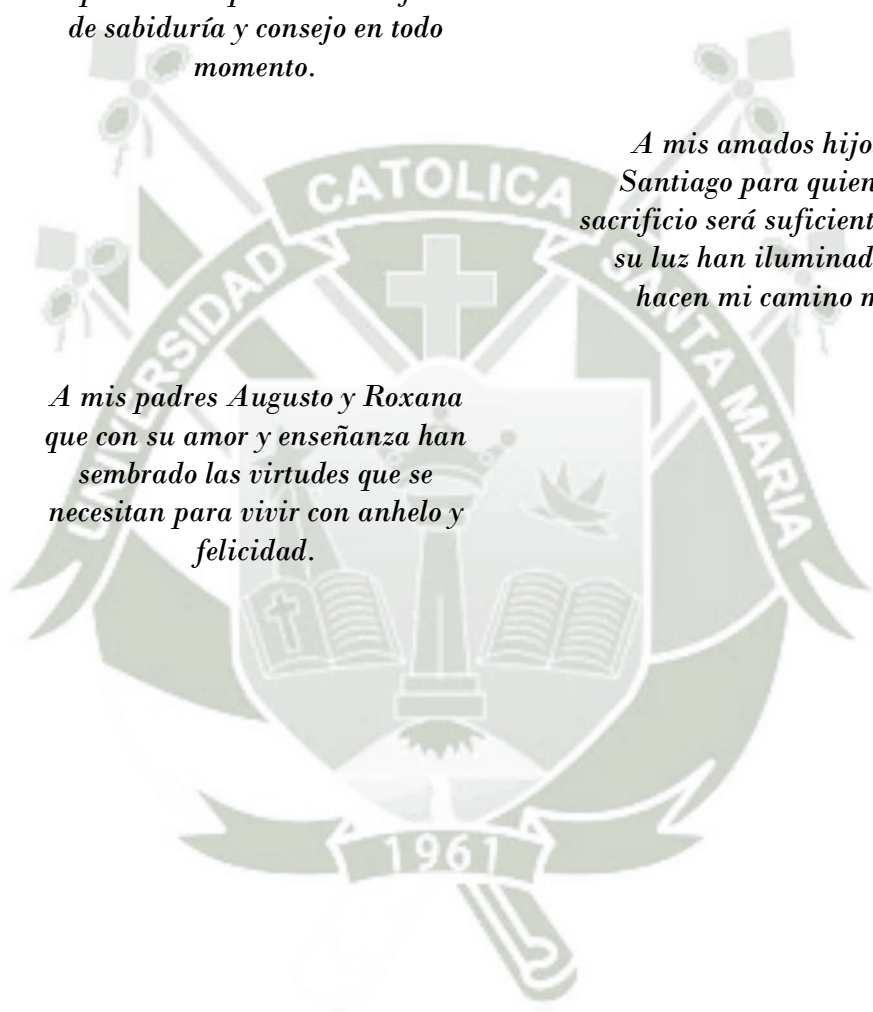 de sabiduría y consejo en todo
momento.
A mis amados hijo
Santiago para quien
sacrificio será suficient
su luz han iluminad
hacen mi camino
A mis padres Augusto y Roxana
que con su amor y enseñanza han
sembrado las virtudes que se
necesitan para vivir con anhelo y
felicidad.
UNIVERSIDAD CATOLICA SANTA MARIA
1961